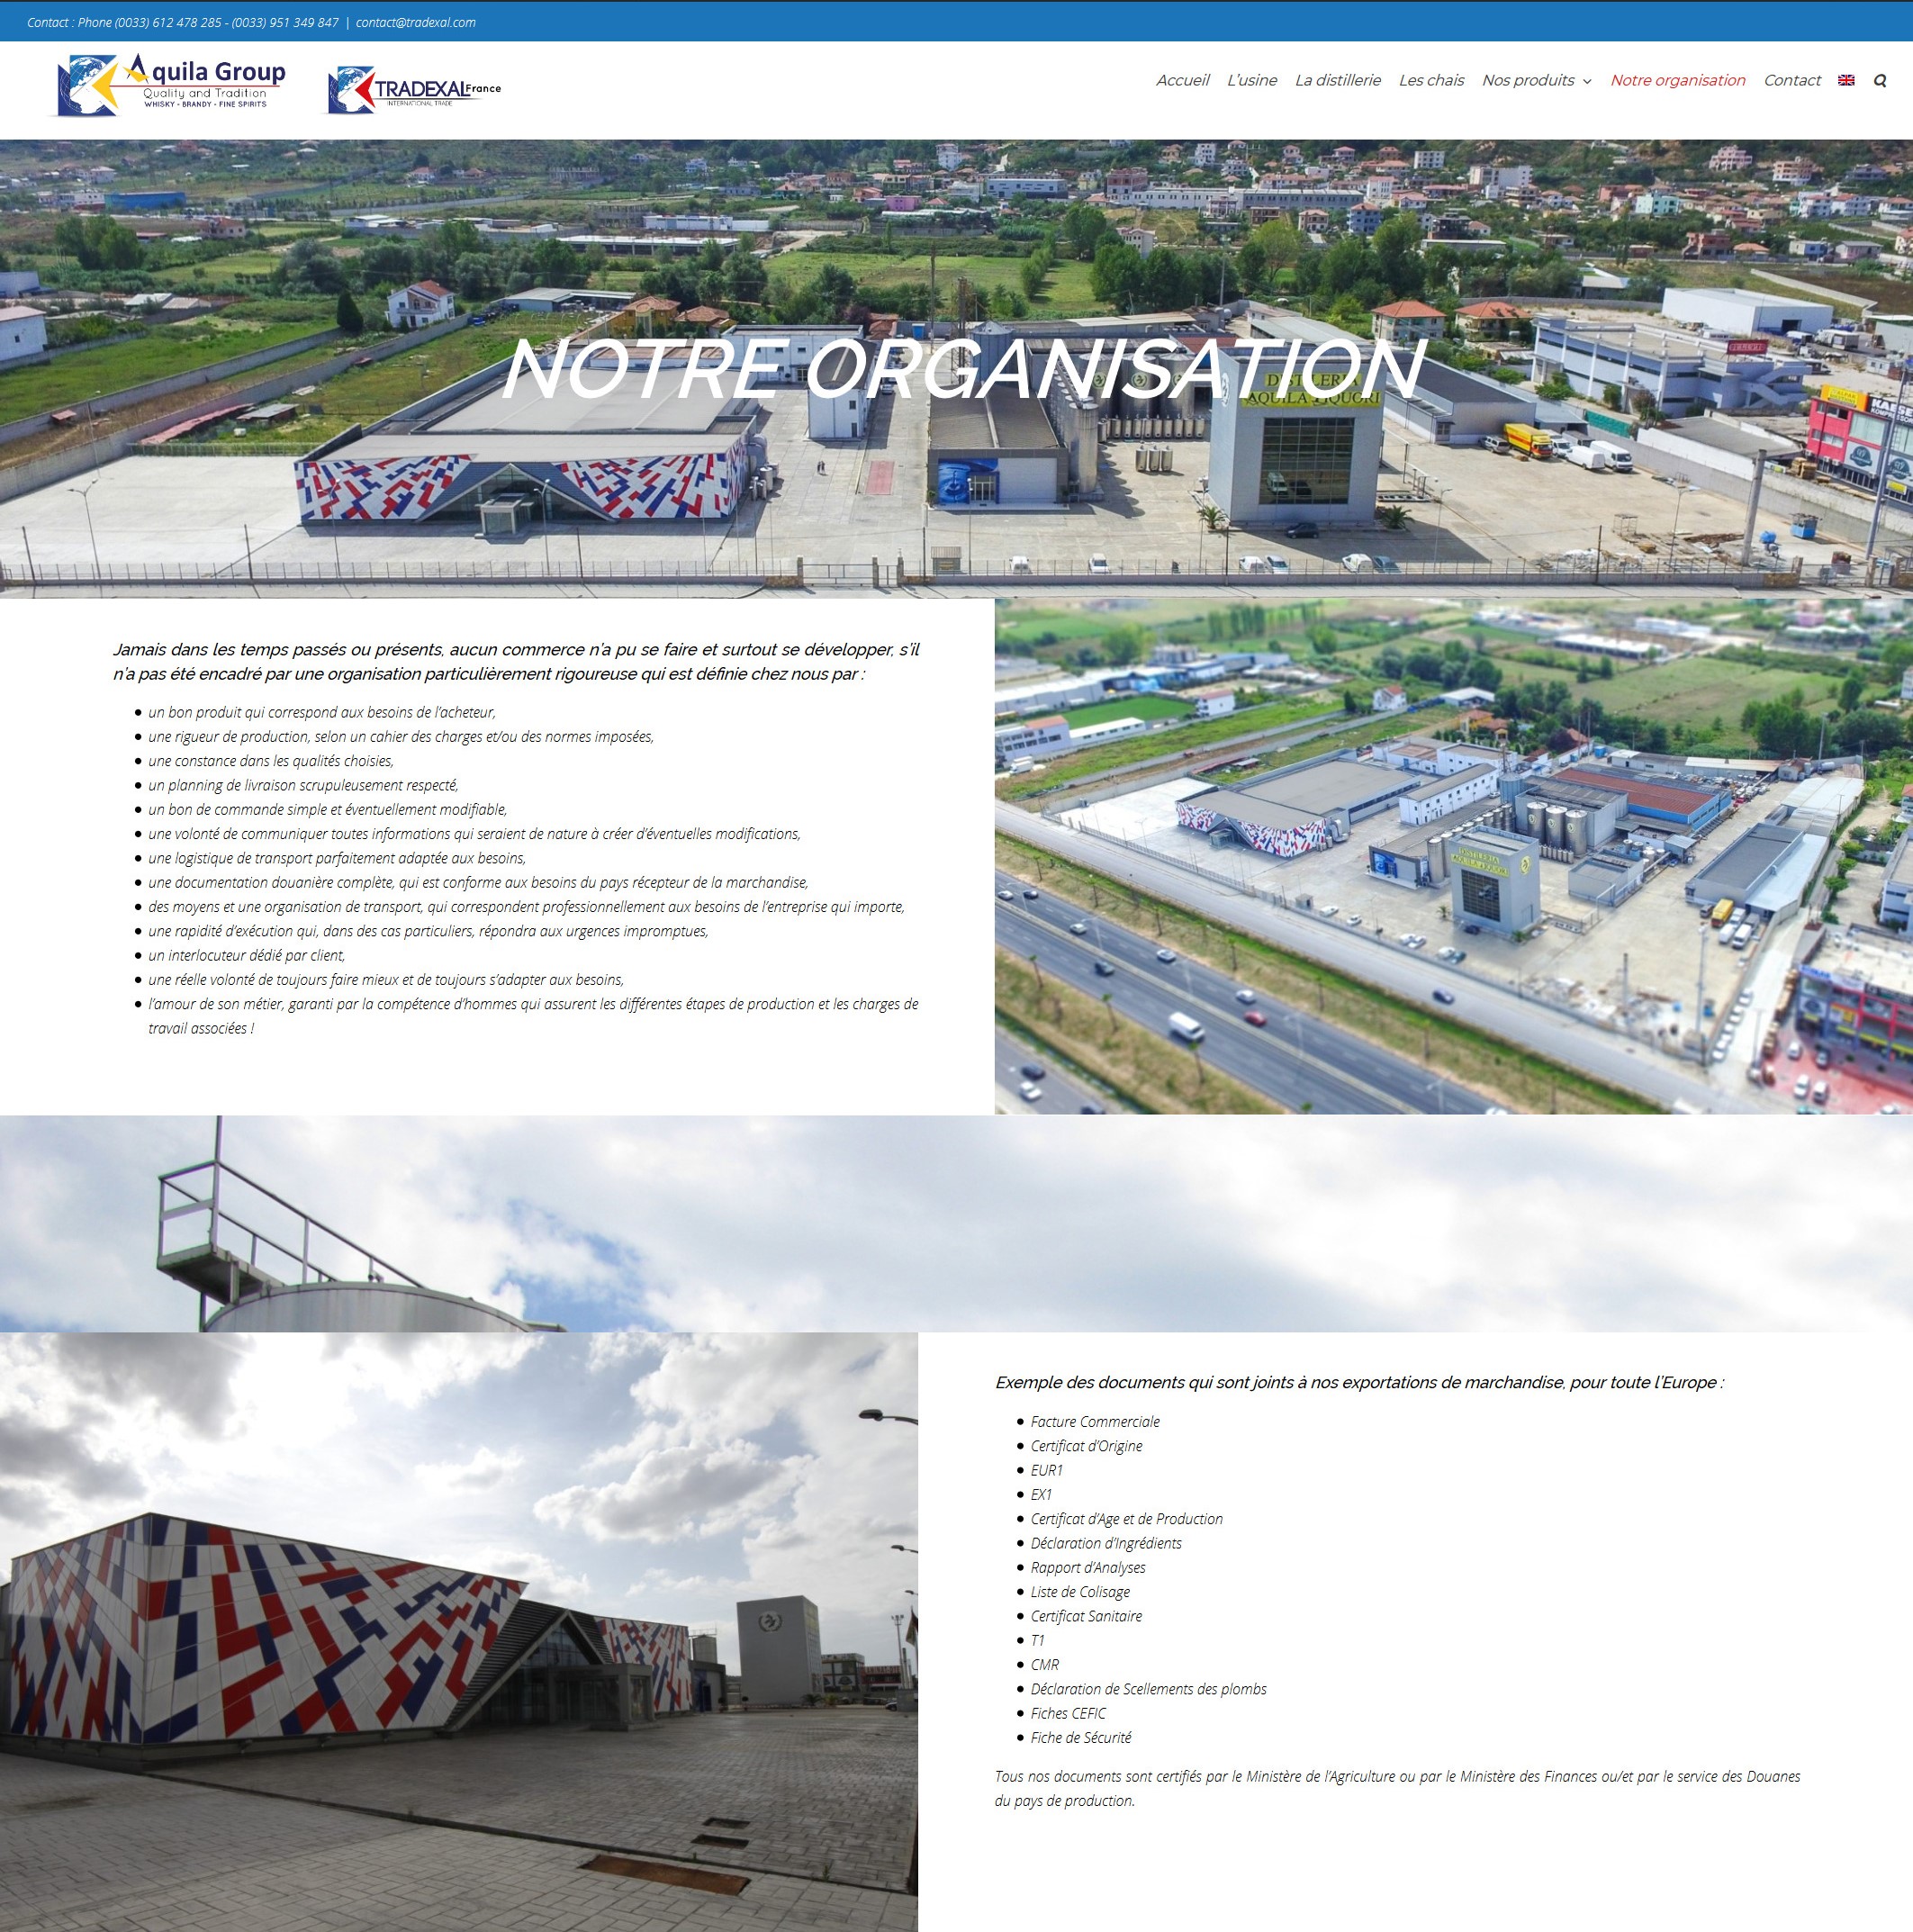 Contact : Phone (0033) 612 478 285 - (0033) 951 349 847 | contact@tradexal.com
Aquila Group
Quality and Tradition
WHISKY - BRANDY - FINE SPIRITS
TRADEXAL France
INTERNATIONAL TRADE
Accueil L'usine La distillerie Les chais Nos produits Notre organisation Contact
NOTRE ORGANISATION
DISTILERIA
AQUILA LIQUORI
Jamais dans les temps passés ou présents, aucun commerce n'a pu se faire et surtout se développer, s'il
n'a pas été encadré par une organisation particulièrement rigoureuse qui est définie chez nous par :
un bon produit qui correspond aux besoins de l'acheteur,
une rigueur de production, selon un cahier des charges et/ou des normes imposées,
une constance dans les qualités choisies,
un planning de livraison scrupuleusement respecté,
un bon de commande simple et éventuellement modifiable,
une volonté de communiquer toutes informations qui seraient de nature à créer d'éventuelles modifications,
une logistique de transport parfaitement adaptée aux besoins,
une documentation douanière complète, qui est conforme aux besoins du pays récepteur de la marchandise,
des moyens et une organisation de transport, qui correspondent professionnellement aux besoins de l'entreprise qui importe,
une rapidité d'exécution qui, dans des cas particuliers, répondra aux urgences impromptues,
un interlocuteur dédié par client,
une réelle volonté de toujours faire mieux et de toujours s'adapter aux besoins,
l'amour de son métier, garanti par la compétence d'hommes qui assurent les différentes étapes de production et les charges de
travail associées !
DISTILERIA
AQUILA LIQUORI
Exemple des documents qui sont joints à nos exportations de marchandise, pour toute l'Europe :
Facture Commerciale
Certificat d'Origine
EUR1
EX1
Certificat d'Age et de Production
Déclaration d'Ingrédients
Rapport d'Analyses
Liste de Colisage
Certificat Sanitaire
T1
CMR
Déclaration de Scellements des plombs
Fiches CEFIC
Fiche de Sécurité
Tous nos documents sont certifiés par le Ministère de l'Agriculture ou par le Ministère des Finances ou/et par le service des Douanes
du pays de production.